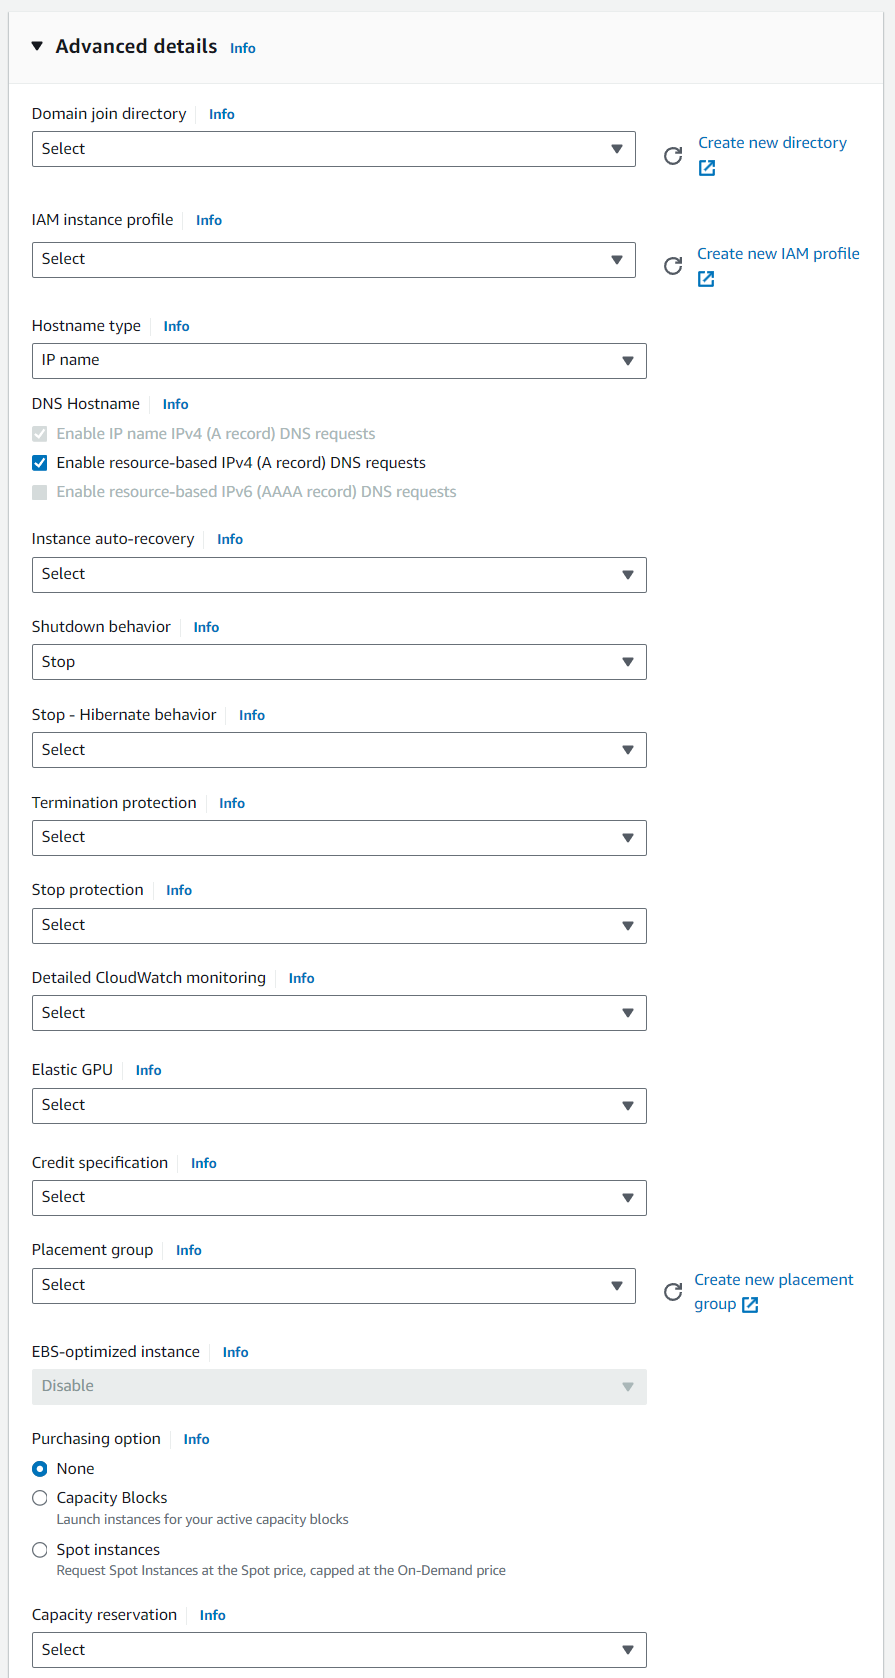 Advanced details Info
Domain join directory Info
Select
Create new directory
IAM instance profile Info
Select
Create new IAM profile
Hostname type Info
IP name
DNS Hostname Info
Enable IP name IPv4 (A record) DNS requests
Enable resource-based IPv4 (A record) DNS requests
Enable resource-based IPv6 (AAAA record) DNS requests
Instance auto-recovery Info
Select
Shutdown behavior Info
Stop
Stop - Hibernate behavior Info
Select
Termination protection Info
Select
Stop protection Info
Select
Detailed CloudWatch monitoring Info
Select
Elastic GPU Info
Select
Credit specification Info
Select
Placement group Info
Select
Create new placement
group
EBS-optimized instance Info
Disable
Purchasing option Info
None
Capacity Blocks
Launch instances for your active capacity blocks
Spot instances
Request Spot Instances at the Spot price, capped at the On-Demand price
Capacity reservation Info
Select